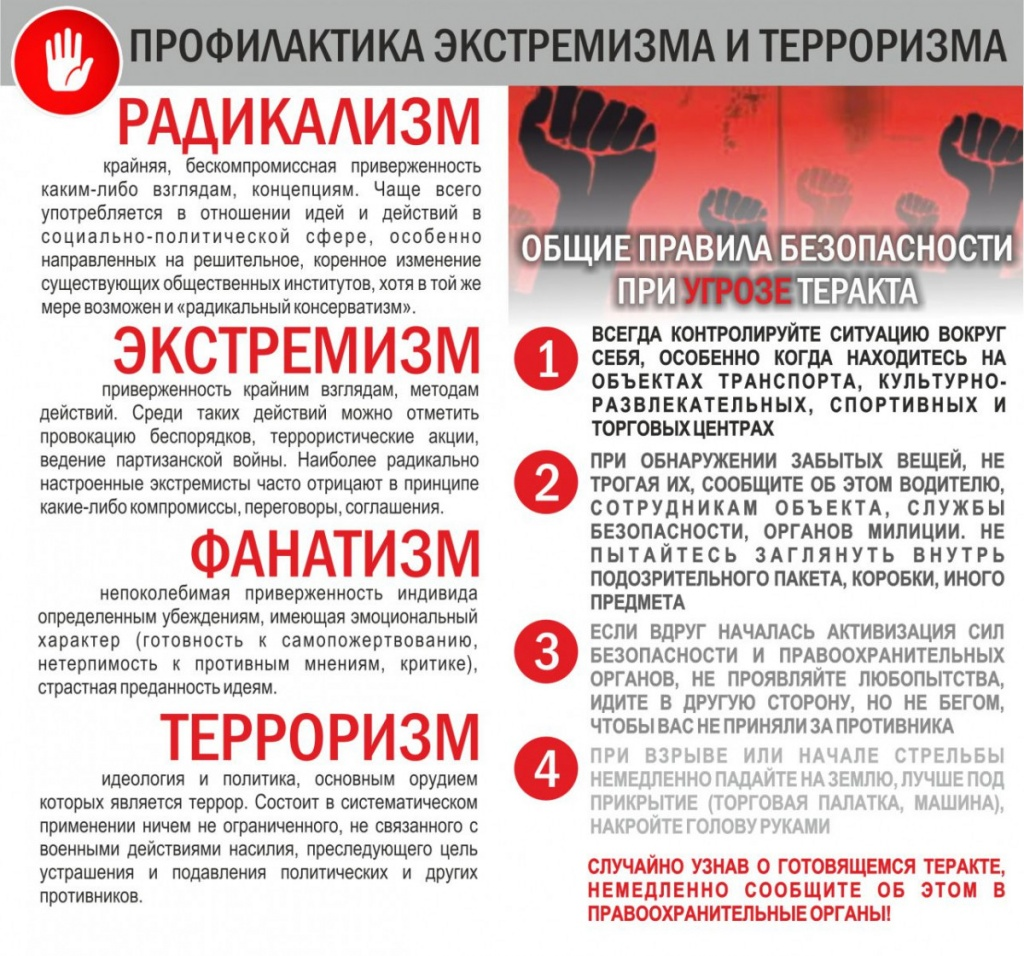 ПРОФИЛАКТИКА ЭКСТРЕМИЗМА И ТЕРРОРИЗМА
РАДИКАЛИЗМ
крайняя, бескомпромиссная приверженность
каким-либо взглядам, концепциям. Чаще всего
употребляется в отношении идей и действий в
социально-политической сфере, особенно
направленных на решительное, коренное изменение
существующих общественных институтов, хотя в той же
мере возможен и «радикальный консерватизм».
ЭКСТРЕМИЗМ
приверженность крайним взглядам, методам
действий. Среди таких действий можно отметить
провокацию беспорядков, террористические акции,
ведение партизанской войны. Наиболее радикально
настроенные экстремисты часто отрицают в принципе
какие-либо компромиссы, переговоры, соглашения.
ФАНАТИЗМ
непоколебимая приверженность индивида
определенным убеждениям, имеющая эмоциональный
характер (готовность к самопожертвованию,
нетерпимость к противным мнениям, критике),
страстная преданность идеям.
ТЕРРОРИЗМ
идеология и политика, основным орудием
которых является террор. Состоит в систематическом
применении ничем не ограниченного, не связанного с
военными действиями насилия, преследующего цель
устрашения и подавления политических и других
противников.
ОБЩИЕ ПРАВИЛА БЕЗОПАСНОСТИ
ПРИ УГРОЗЕ ТЕРАКТА
1
ВСЕГДА КОНТРОЛИРУЙТЕ СИТУАЦИЮ ВОКРУГ
СЕБЯ, ОСОБЕННО КОГДА НАХОДИТЕСЬ НА
ОБЪЕКТАХ ТРАНСПОРТА, КУЛЬТУРНО-
РАЗВЛЕКАТЕЛЬНЫХ, СПОРТИВНЫХ И
ТОРГОВЫХ ЦЕНТРАХ
2
ПРИ ОБНАРУЖЕНИИ ЗАБЫТЫХ ВЕЩЕЙ, НЕ
ТРОГАЯ ИХ, СООБЩИТЕ ОБ ЭТОМ ВОДИТЕЛЮ,
СОТРУДНИКАМ ОБЪЕКТА, СЛУЖБЫ
БЕЗОПАСНОСТИ, ОРГАНОВ МИЛИЦИИ. НЕ
ПЫТАЙТЕСЬ ЗАГЛЯНУТЬ ВНУТРЬ
ПОДОЗРИТЕЛЬНОГО ПАКЕТА, КОРОБКИ, ИНОГО
ПРЕДМЕТА
3
ЕСЛИ ВДРУГ НАЧАЛАСЬ АКТИВИЗАЦИЯ СИЛ
БЕЗОПАСНОСТИ И ПРАВООХРАНИТЕЛЬНЫХ
ОРГАНОВ, НЕ ПРОЯВЛЯЙТЕ ЛЮБОПЫТСТВА,
ИДИТЕ В ДРУГУЮ СТОРОНУ, НО НЕ БЕГОМ,
ЧТОБЫ ВАС НЕ ПРИНЯЛИ ЗА ПРОТИВНИКА
4
ПРИ ВЗРЫВЕ ИЛИ НАЧАЛЕ СТРЕЛЬБЫ
НЕМЕДЛЕННО ПАДАЙТЕ НА ЗЕМЛЮ, ЛУЧШЕ ПОД
ПРИКРЫТИЕ (ТОРГОВАЯ ПАЛАТКА, МАШИНА),
НАКРОЙТЕ ГОЛОВУ РУКАМИ
СЛУЧАЙНО УЗНАВ О ГОТОВЯЩЕМСЯ ТЕРАКТЕ,
НЕМЕДЛЕННО СООБЩИТЕ ОБ ЭТОМ В
ПРАВООХРАНИТЕЛЬНЫЕ ОРГАНЫ!